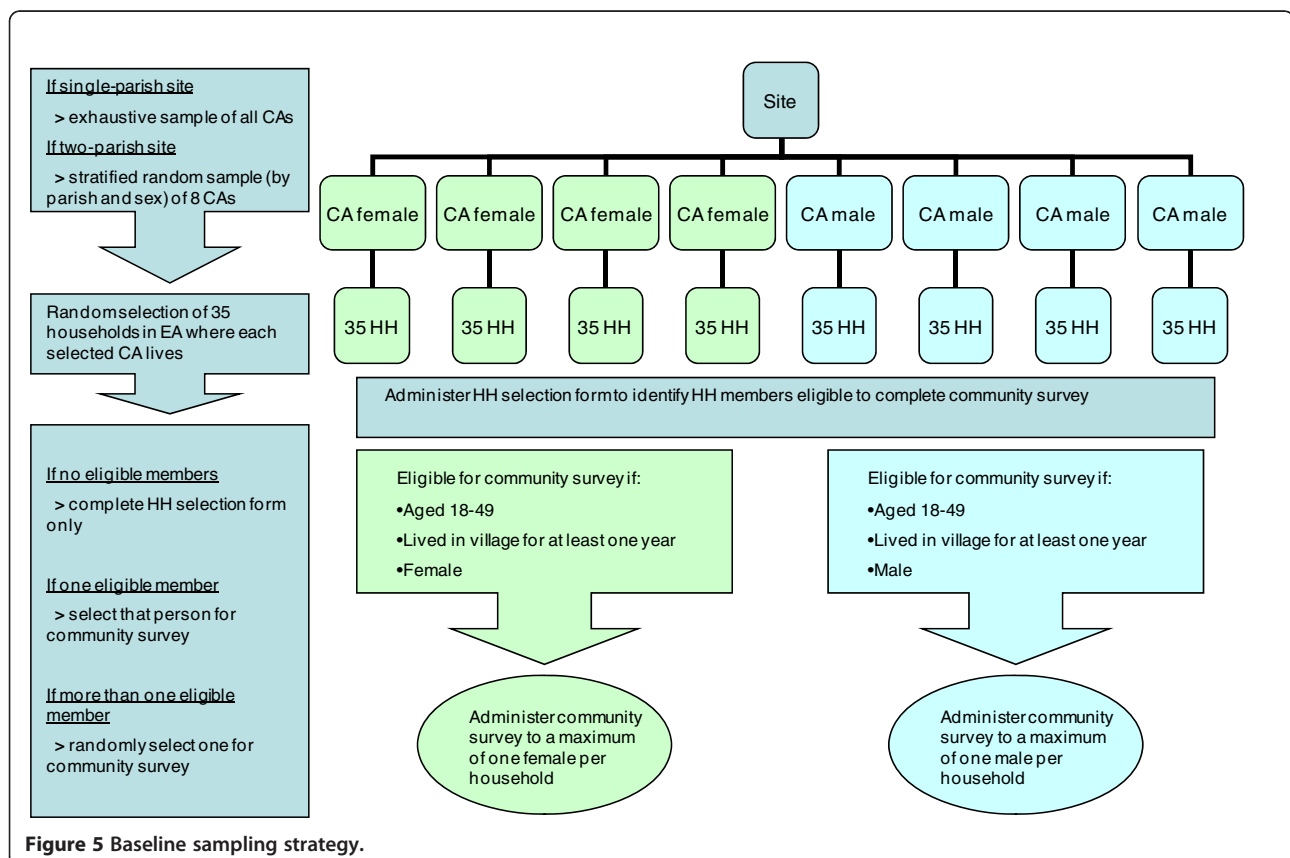 If single-parish site
> exhaustive sample of all CAs
If two-parish site
> stratified random sample (by
parish and sex) of 8 CAs
Random selection of 35
households in EA where each
selected CA lives
If no eligible members
> complete HH selection form
only
If one eligible member
> select that person for
community survey
If more than one eligible
member
> randomly select one for
community survey
Site
CA female
CA female
CA female
CA female
CA male
CA male
CA male
CA male
35 HH
35 HH
35 HH
35 HH
35 HH
35 HH
35 HH
35 HH
Administer HH selection form to identify HH members eligible to complete community survey
Eligible for community survey if:
•Aged 18-49
•Lived in village for at least one year
•Female
Eligible for community survey if:
•Aged 18-49
•Lived in village for at least one year
•Male
Administer community
survey to a maximum
of one female per
household
Administer community
survey to a maximum
of one male per
household
Figure 5 Baseline sampling strategy.